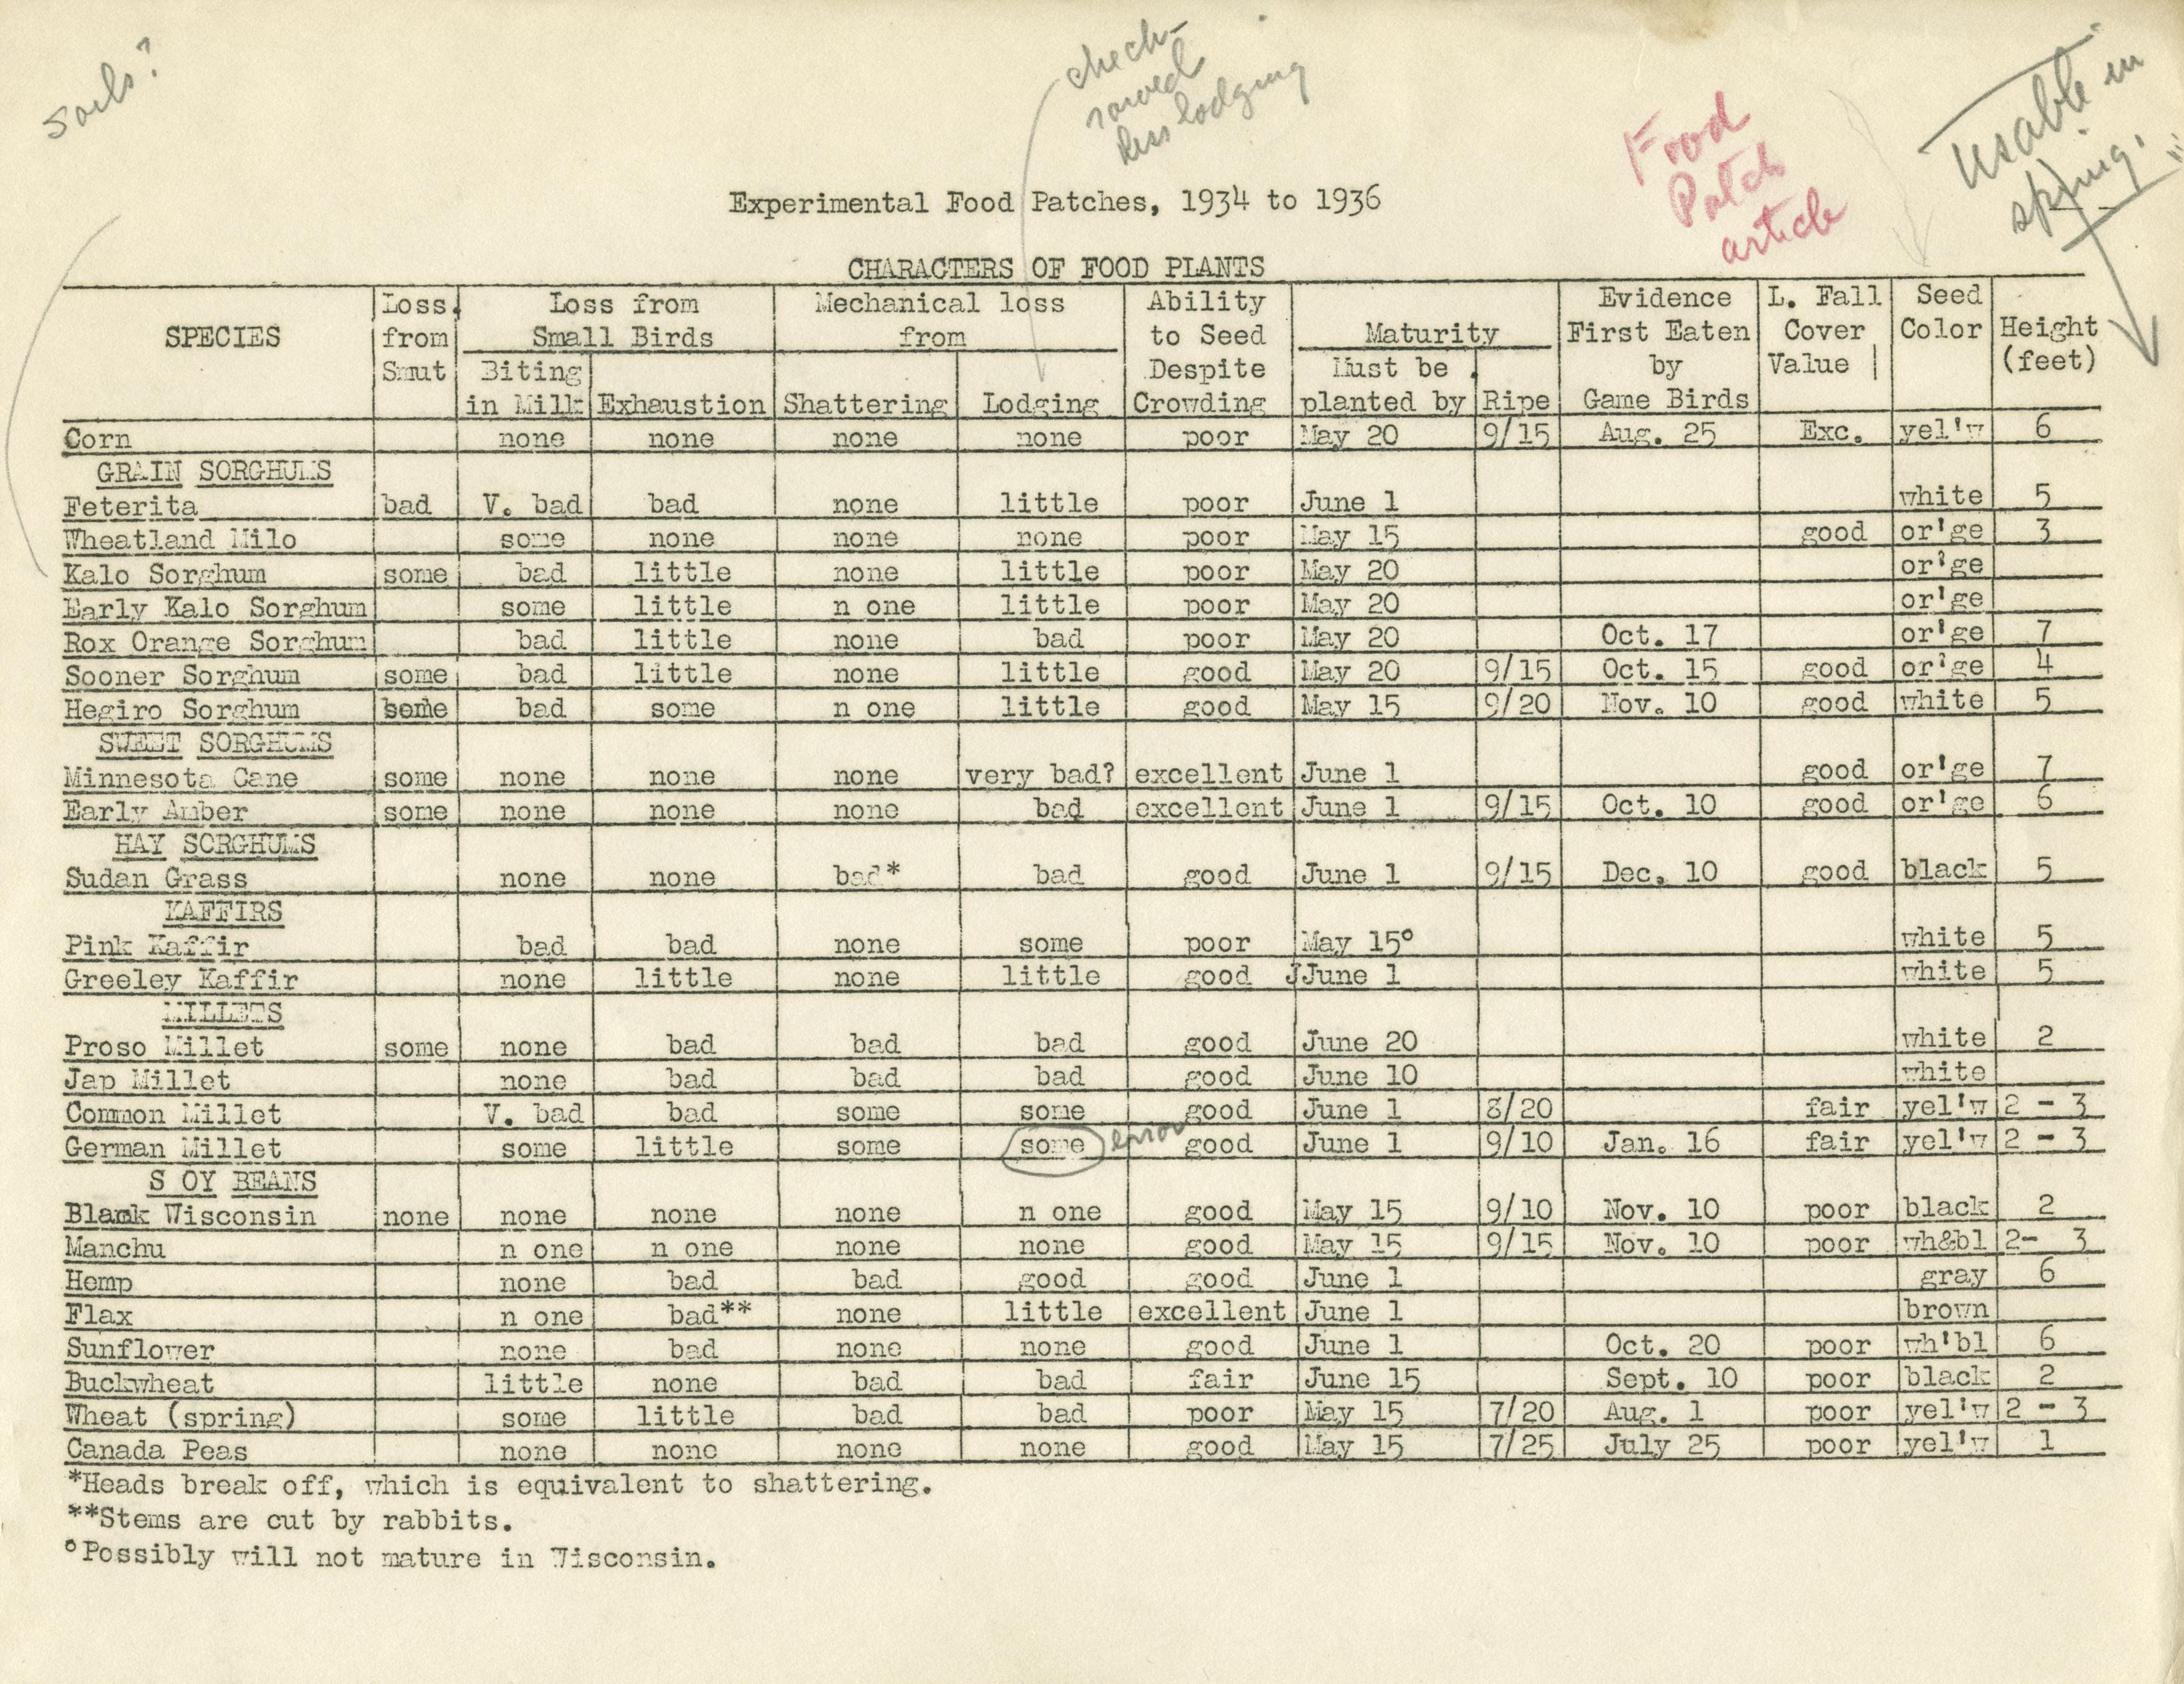 soils?
check-
rowed
less lodging
Food
Patch
article
Usable in
spring.
Experimental Food Patches, 1934 to 1936
CHARACTERS OF FOOD PLANTS
SPECIES | Loss from Smut | Loss from Small Birds | Mechanical loss from | Ability to Seed Despite Crowding | Maturity | Evidence First Eaten by Game Birds | L. Fall Cover Value | Seed Color | Height (feet)
Biting in Milk | Exhaustion | Shattering | Lodging | Must be planted by | Ripe
Corn none none none none poor May 20 9/15 Aug. 25 Exc. yel'w 6
GRAIN SORGHUMS
Feterita bad V. bad bad none little poor June 1 white 5
Wheatland Milo some none none none poor May 15 good or'ge 3
Kalo Sorghum some bad little none little poor May 20 or'ge
Early Kalo Sorghum some little n one little poor May 20 or'ge
Rox Orange Sorghum bad little none bad poor May 20 Oct. 17 or'ge 7
Sooner Sorghum some bad little none little good May 20 9/15 Oct. 15 good or'ge 4
Hegiro Sorghum some bad some n one little good May 15 9/20 Nov. 10 good white 5
SWEET SORGHUMS
Minnesota Cane some none none none very bad? excellent June 1 good or'ge 7
Early Amber some none none none bad excellent June 1 9/15 Oct. 10 good or'ge 6
HAY SORGHUMS
Sudan Grass none none bad* bad good June 1 9/15 Dec. 10 good black 5
KAFFIRS
Pink Kaffir bad bad none some poor May 15° white 5
Greeley Kaffir none little none little good JJune 1 white 5
MILLETS
Proso Millet some none bad bad bad good June 20 white 2
Jap Millet none bad bad bad good June 10 white
Common Millet V. bad bad some some good June 1 8/20 fair yel'w 2 - 3
German Millet some little some some error good June 1 9/10 Jan. 16 fair yel'w 2 - 3
S OY BEANS
Black Wisconsin none none none none n one good May 15 9/10 Nov. 10 poor black 2
Manchu n one n one none none good May 15 9/15 Nov. 10 poor wh&bl 2- 3
Hemp none bad bad good good June 1 gray 6
Flax n one bad** none little excellent June 1 brown
Sunflower none bad none none good June 1 Oct. 20 poor wh'bl 6
Buckwheat little none bad bad fair June 15 Sept. 10 poor black 2
Wheat (spring) some little bad bad poor May 15 7/20 Aug. 1 poor yel'w 2 - 3
Canada Peas none none none none good May 15 7/25 July 25 poor yel'w 1
*Heads break off, which is equivalent to shattering.
**Stems are cut by rabbits.
°Possibly will not mature in Wisconsin.